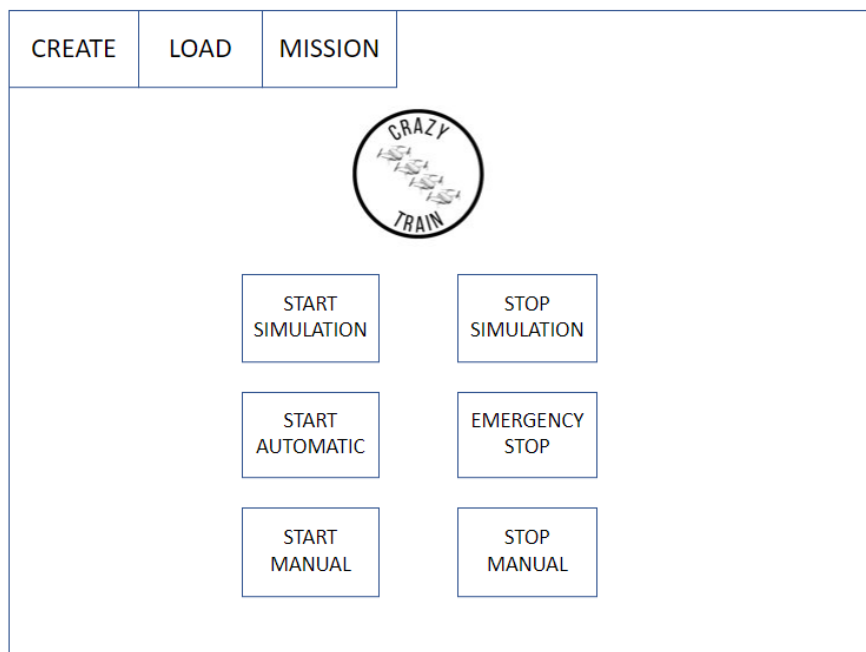 CREATE LOAD MISSION
CRAZY
TRAIN
START STOP
SIMULATION SIMULATION
START EMERGENCY
AUTOMATIC STOP
START STOP
MANUAL MANUAL